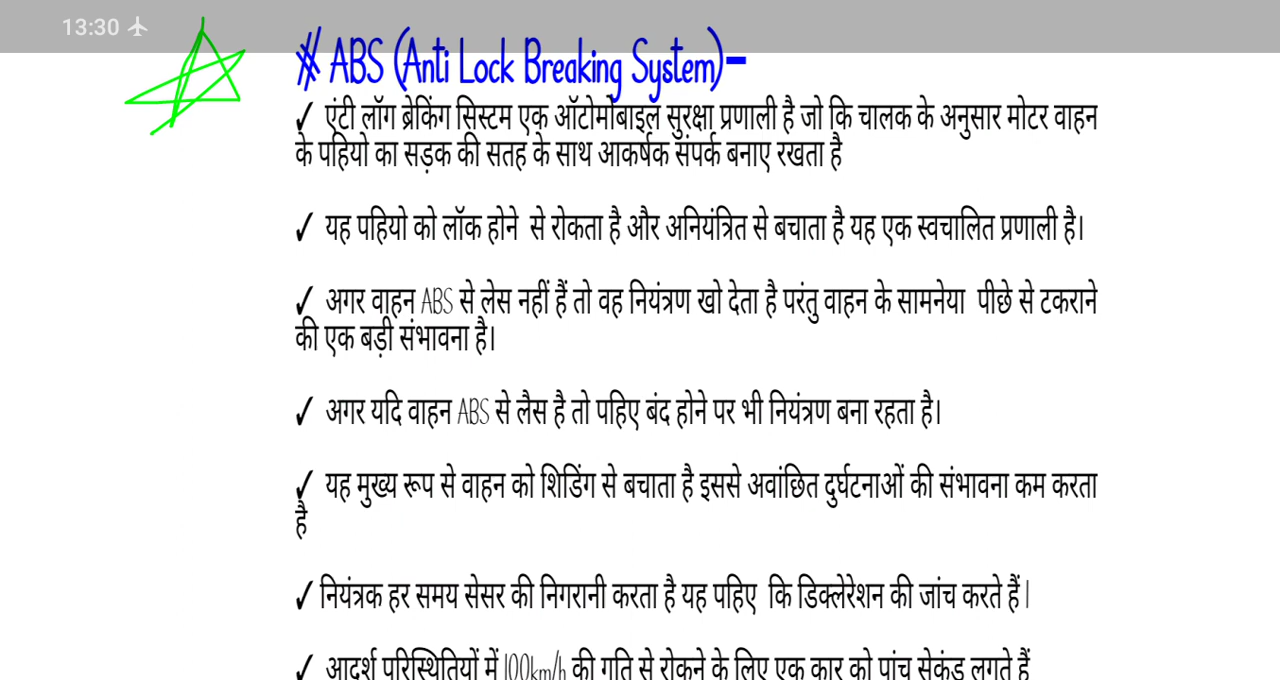 13:30
※ ABS (Anti Lock Breaking System)-
✓ एंटी लॉग ब्रेकिंग सिस्टम एक ऑटोमोबाइल सुरक्षा प्रणाली है जो कि चालक के अनुसार मोटर वाहन
के पहियो का सड़क की सतह के साथ आकर्षक संपर्क बनाए रखता है
✓ यह पहियो को लॉक होने से रोकता है और अनियंत्रित से बचाता है यह एक स्वचालित प्रणाली है।
✓ अगर वाहन ABS से लेस नहीं हैं तो वह नियंत्रण खो देता है परंतु वाहन के सामनेया पीछे से टकराने
की एक बड़ी संभावना है।
✓ अगर यदि वाहन ABS से लैस है तो पहिए बंद होने पर भी नियंत्रण बना रहता है।
✓ यह मुख्य रूप से वाहन को शिडिंग से बचाता है इससे अवांछित दुर्घटनाओं की संभावना कम करता
है
✓ नियंत्रक हर समय सेसर की निगरानी करता है यह पहिए कि डिक्लेरेशन की जांच करते हैं |
✓ आदर्श परिस्थितियों में 100km/h की गति से रोकने के लिए एक कार को पांच सेकंड लगते हैं